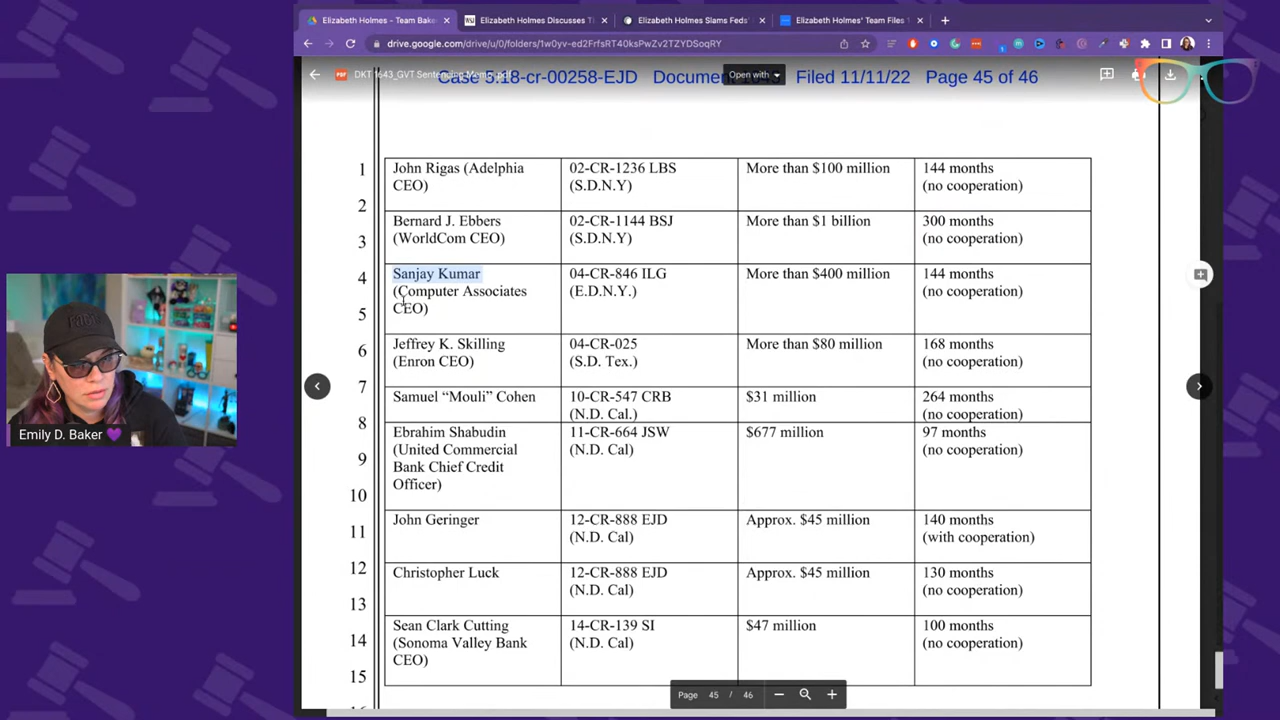 Elizabeth Holmes - Team Bake
Elizabeth Holmes Discusses T
Elizabeth Holmes Slams Feds'
Elizabeth Holmes' Team Files
drive.google.com/drive/u/0/folders/1w0yv-ed2FrfsRT40ksPwZv2TZYDSoqRY
PDF DKT 1643_GVT Sentencing Memo.pdf
Open with
Case 5:18-cr-00258-EJD Document Filed 11/11/22 Page 45 of 46
1 John Rigas (Adelphia 02-CR-1236 LBS More than $100 million 144 months
CEO) (S.D.N.Y) (no cooperation)
2
Bernard J. Ebbers 02-CR-1144 BSJ More than $1 billion 300 months
3 (WorldCom CEO) (S.D.N.Y) (no cooperation)
4 Sanjay Kumar 04-CR-846 ILG More than $400 million 144 months
(Computer Associates (E.D.N.Y.) (no cooperation)
5 CEO)
6 Jeffrey K. Skilling 04-CR-025 More than $80 million 168 months
(Enron CEO) (S.D. Tex.) (no cooperation)
7 Samuel “Mouli” Cohen 10-CR-547 CRB $31 million 264 months
8 (N.D. Cal.) (no cooperation)
Ebrahim Shabudin 11-CR-664 JSW $677 million 97 months
9 (United Commercial (N.D. Cal) (no cooperation)
Bank Chief Credit
10 Officer)
11 John Geringer 12-CR-888 EJD Approx. $45 million 140 months
(N.D. Cal) (with cooperation)
12 Christopher Luck 12-CR-888 EJD Approx. $45 million 130 months
13 (N.D. Cal) (no cooperation)
14 Sean Clark Cutting 14-CR-139 SI $47 million 100 months
(Sonoma Valley Bank (N.D. Cal) (no cooperation)
CEO)
15
Page 45 / 46
Emily D. Baker